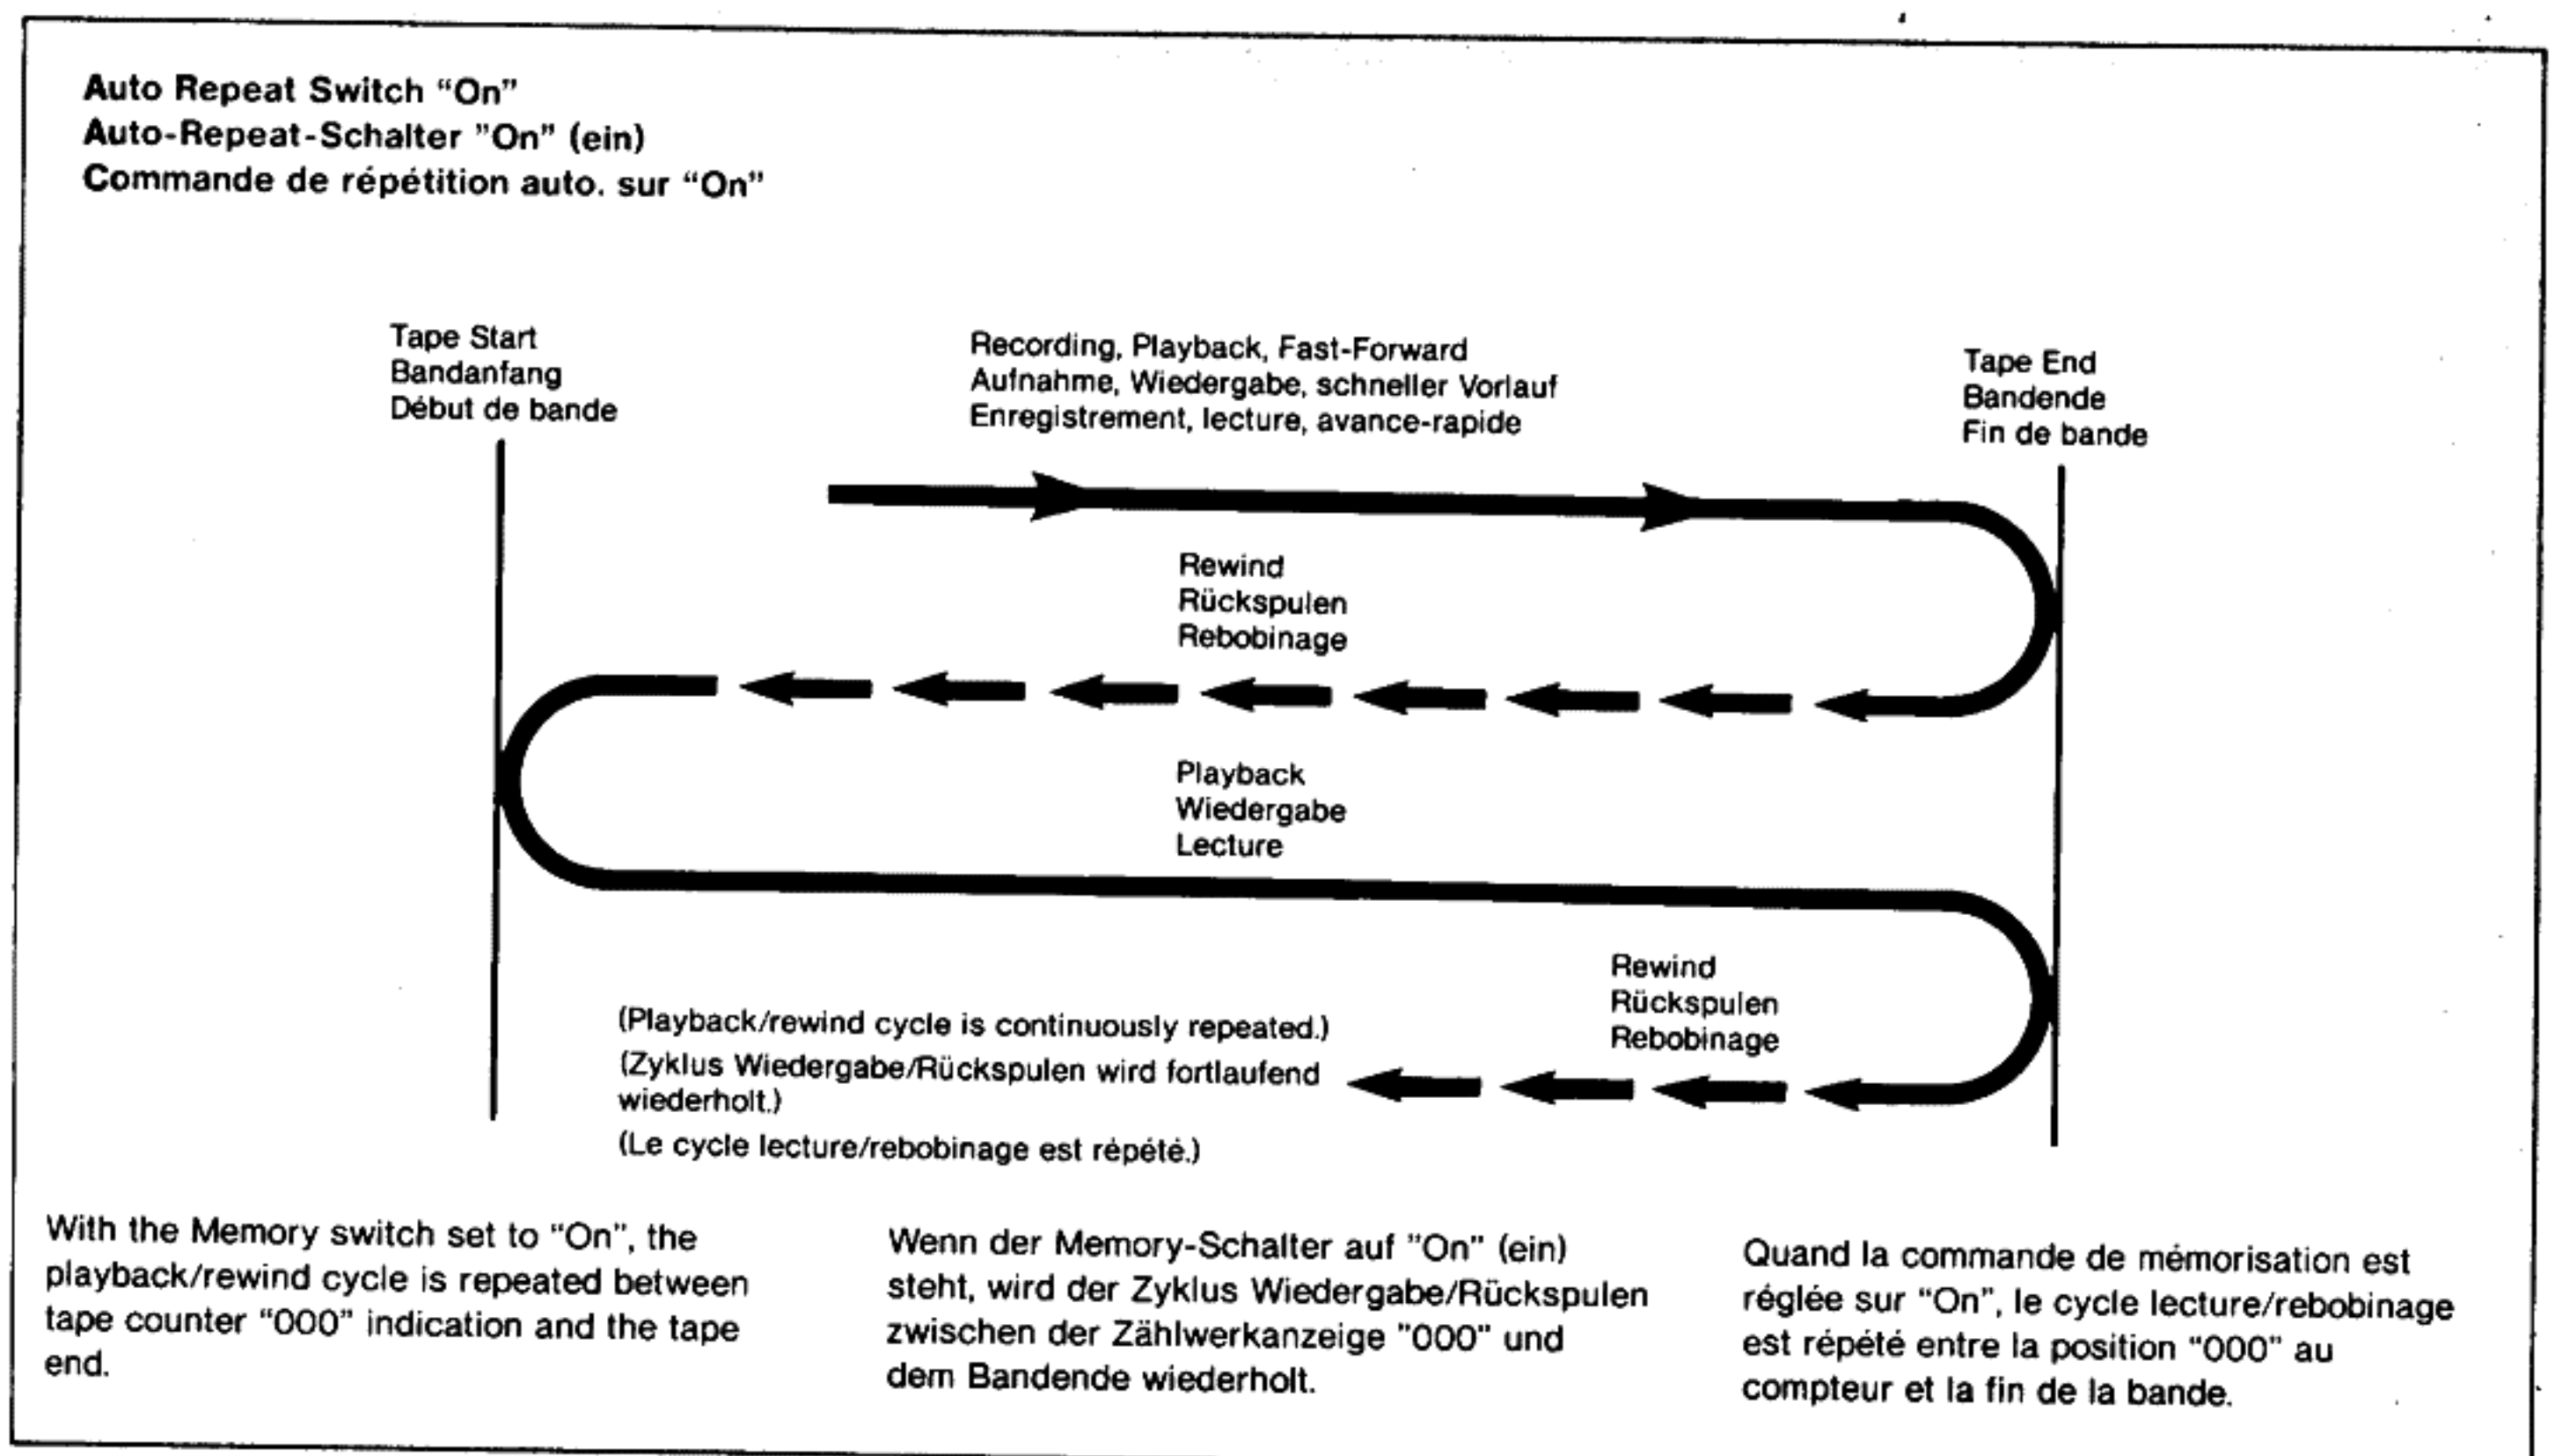 Auto Repeat Switch “On”
Auto-Repeat-Schalter ”On” (ein)
Commande de répétition auto. sur “On”
Tape Start
Bandanfang
Début de bande
Recording, Playback, Fast-Forward
Aufnahme, Wiedergabe, schneller Vorlauf
Enregistrement, lecture, avance-rapide
Tape End
Bandende
Fin de bande
Rewind
Rückspulen
Rebobinage
Playback
Wiedergabe
Lecture
Rewind
Rückspulen
Rebobinage
(Playback/rewind cycle is continuously repeated.)
(Zyklus Wiedergabe/Rückspulen wird fortlaufend
wiederholt.)
(Le cycle lecture/rebobinage est répété.)
With the Memory switch set to “On”, the
playback/rewind cycle is repeated between
tape counter “000” indication and the tape
end.
Wenn der Memory-Schalter auf ”On” (ein)
steht, wird der Zyklus Wiedergabe/Rückspulen
zwischen der Zählwerkanzeige ”000” und
dem Bandende wiederholt.
Quand la commande de mémorisation est
réglée sur “On”, le cycle lecture/rebobinage
est répété entre la position “000” au
compteur et la fin de la bande.